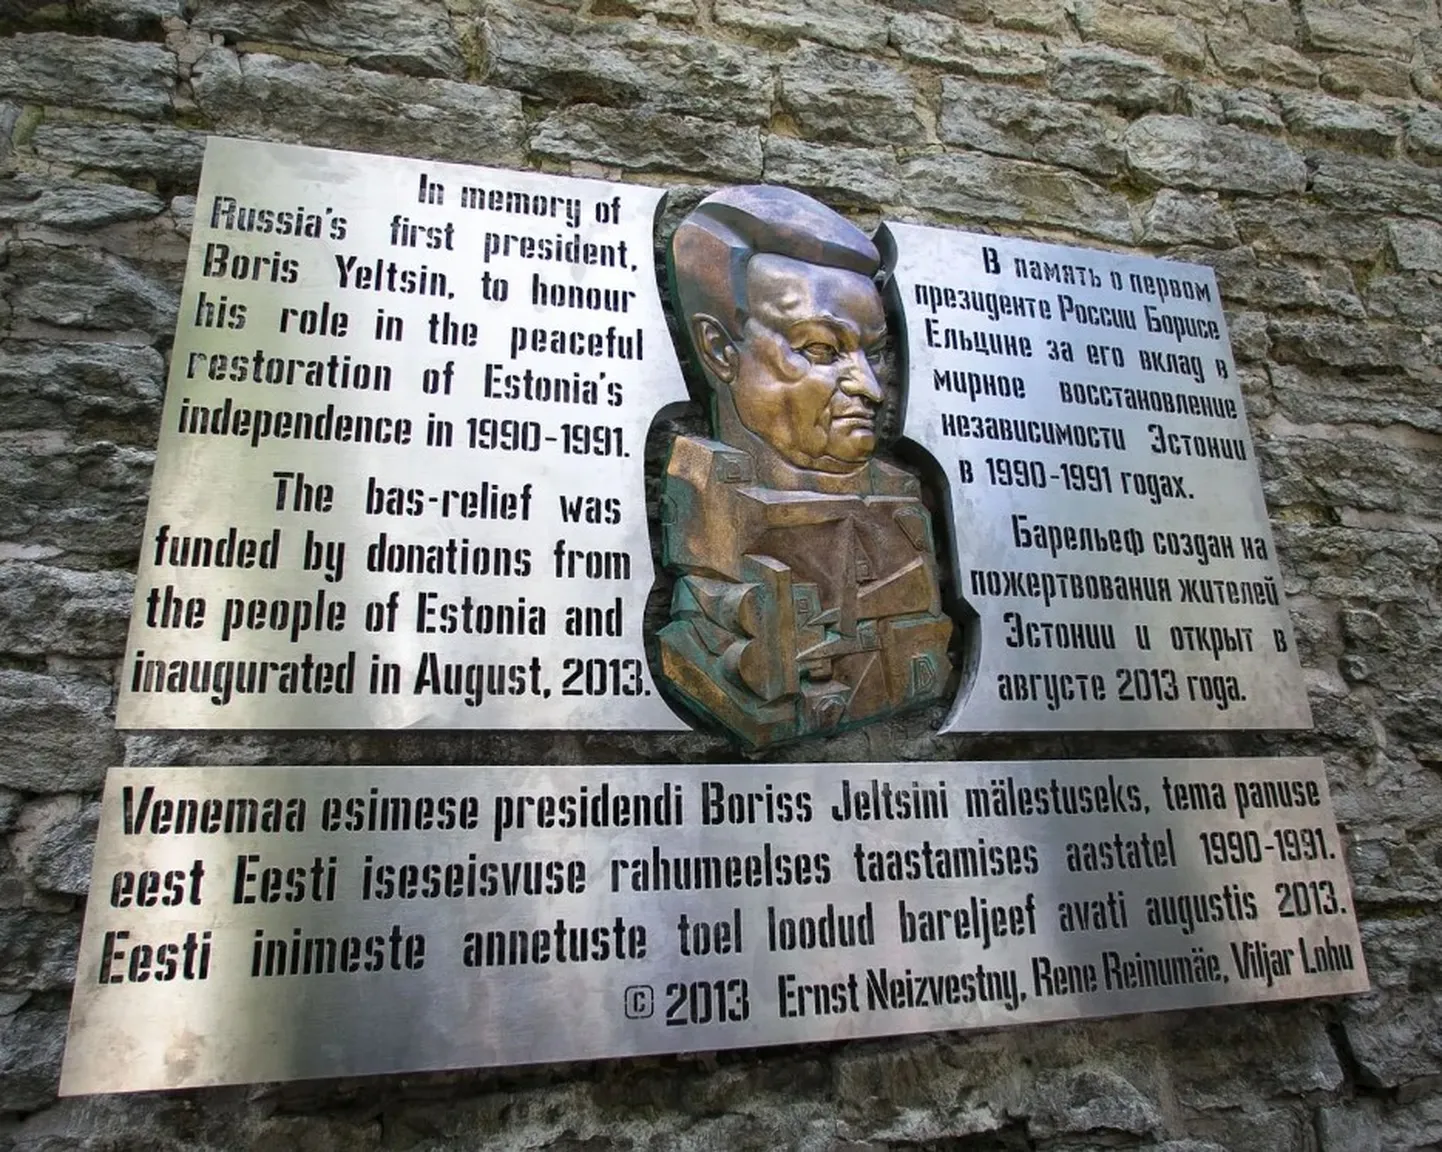 In memory of
Russia's first president,
Boris Yeltsin, to honour
his role in the peaceful
restoration of Estonia's
independence in 1990-1991.
The bas-relief was
funded by donations from
the people of Estonia and
inaugurated in August, 2013.
В память о первом
президенте России Борисе
Ельцине за его вклад в
мирное восстановление
независимости Эстонии
в 1990-1991 годах.
Барельеф создан на
пожертвования жителей
Эстонии и открыт в
августе 2013 года.
Venemaa esimese presidendi Boriss Jeltsini mälestuseks, tema panuse
eest Eesti iseseisvuse rahumeelses taastamises aastatel 1990-1991.
Eesti inimeste annetuste toel loodud bareljeef avati augustis 2013.
© 2013 Ernst Neizvestny, Rene Reinumäe, Viljar Lohu